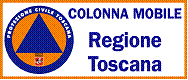 PROTEZIONE CIVILE TOSCANA
COLONNA MOBILE
Regione
Toscana